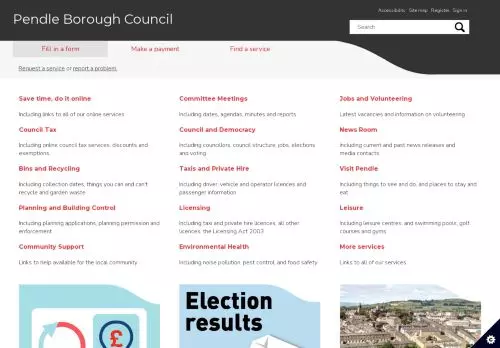 Pendle Borough Council
Accessibility Site map Register Sign in
Search
Fill in a form
Make a payment
Find a service
Request a service or report a problem.
Save time, do it online
Including links to all of our online services
Committee Meetings
Including dates, agendas, minutes and reports
Jobs and Volunteering
Latest vacancies and information on volunteering
Council Tax
Including online council tax services, discounts and
exemptions
Council and Democracy
Including councillors, council structure, jobs, elections
and voting
News Room
Including current and past news releases and
media contacts
Bins and Recycling
Including collection dates, things you can and can't
recycle and garden waste
Taxis and Private Hire
Including driver, vehicle and operator licences and
passenger information
Visit Pendle
Including things to see and do, and places to stay and
eat
Planning and Building Control
Including planning applications, planning permission and
enforcement
Licensing
Including taxi and private hire licences, all other
licences, the Licensing Act 2003
Leisure
Including leisure centres, and swimming pools, golf
courses and gyms
Community Support
Links to help available for the local community
Environmental Health
Including noise pollution, pest control, and food safety
More services
Links to all of our services
£
Election
results